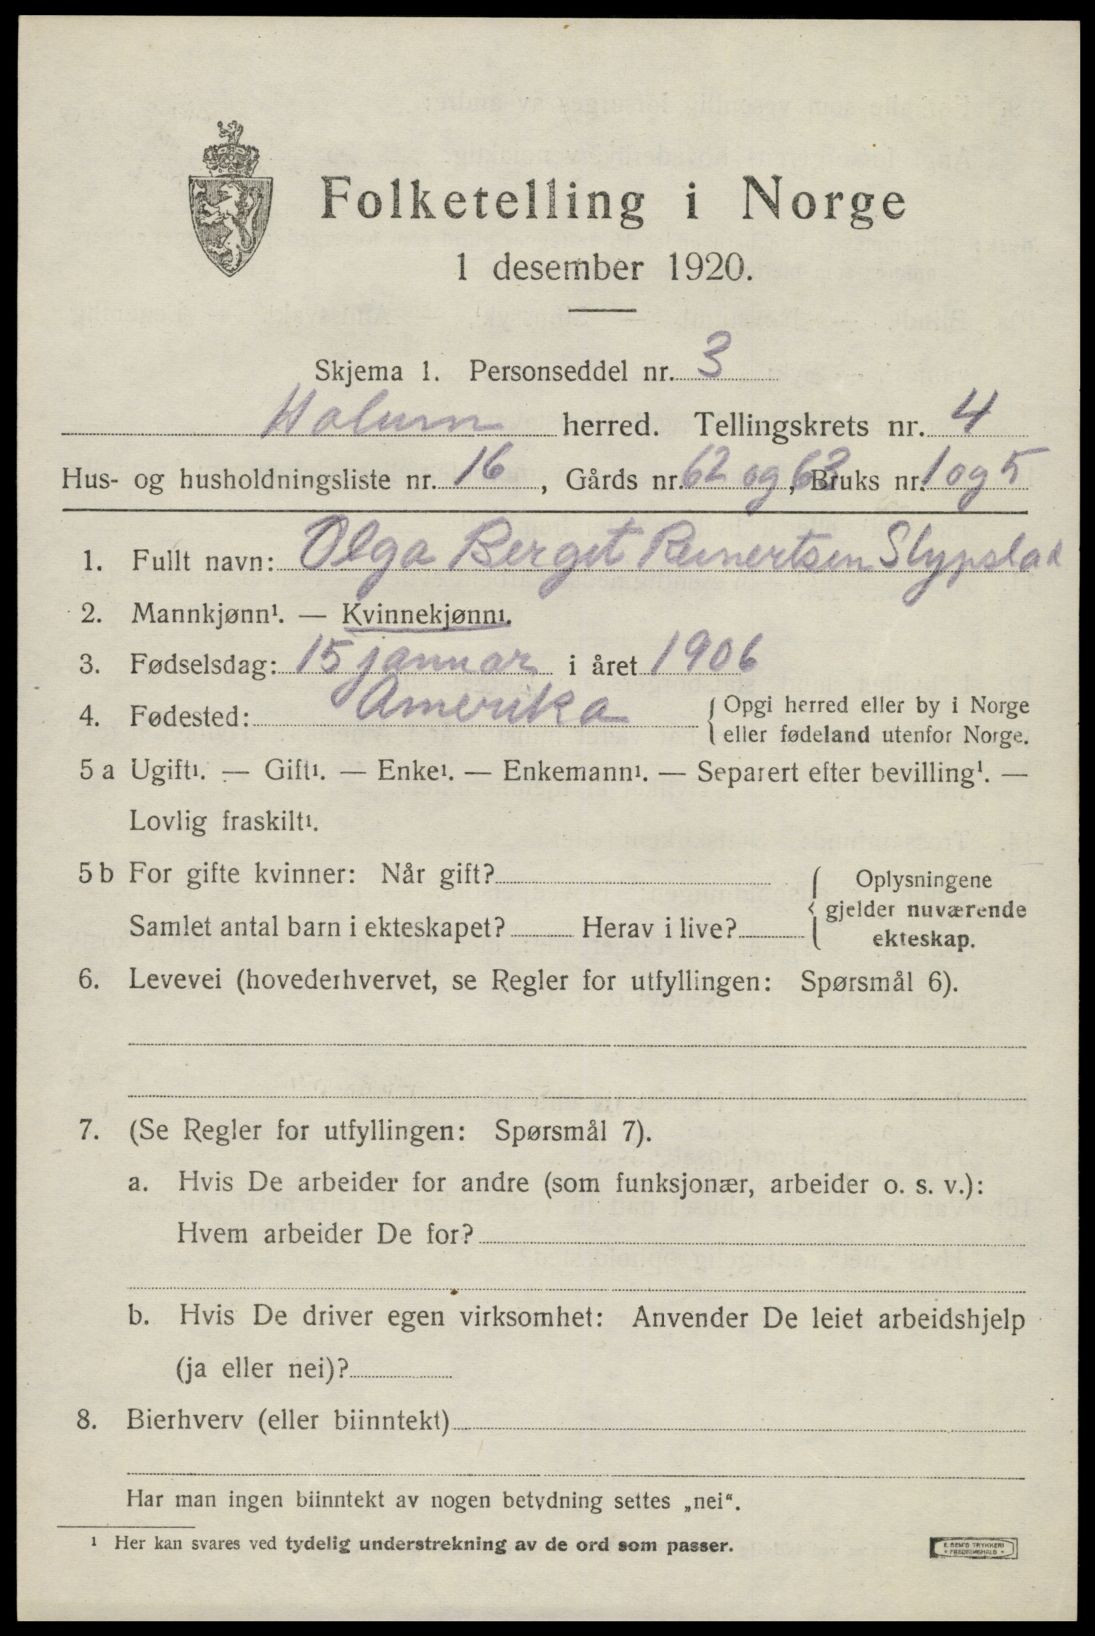 Folketelling i Norge
1 desember 1920.
Skjema 1. Personseddel nr. 3
Holum herred. Tellingskrets nr. 4
Hus- og husholdningsliste nr. 16, Gårds nr. 62 og 63, Bruks nr. 1 og 5
1. Fullt navn: Olga Berget Reinertsen Slypstad
2. Mannkjønn¹. — Kvinnekjønn¹.
3. Fødselsdag: 15 januar i året 1906
4. Fødested: Amerika { Opgi herred eller by i Norge
eller fødeland utenfor Norge.
5 a Ugift¹. — Gift¹. — Enke¹. — Enkemann¹. — Separert efter bevilling¹. —
Lovlig fraskilt¹.
5 b For gifte kvinner: Når gift? { Oplysningene
gjelder nuværende
Samlet antal barn i ekteskapet? Herav i live?
ekteskap.
6. Levevei (hovederhvervet, se Regler for utfyllingen: Spørsmål 6).
7. (Se Regler for utfyllingen: Spørsmål 7).
a. Hvis De arbeider for andre (som funksjonær, arbeider o. s. v.):
Hvem arbeider De for?
b. Hvis De driver egen virksomhet: Anvender De leiet arbeidshjelp
(ja eller nei)?
8. Bierhverv (eller biinntekt)
Har man ingen biinntekt av nogen betydning settes „nei“.
¹ Her kan svares ved tydelig understrekning av de ord som passer.
E. SEM'S TRYKKERI
FREDRIKSHALD